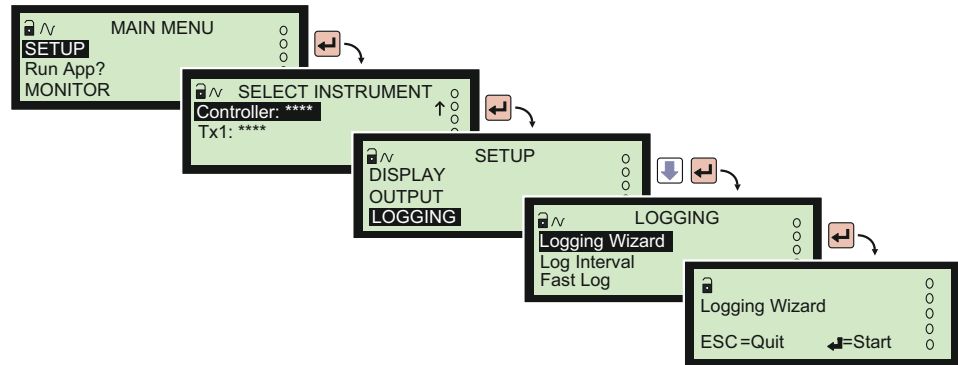 MAIN MENU
SETUP
Run App?
MONITOR
SELECT INSTRUMENT
Controller: ****
Tx1: ****
SETUP
DISPLAY
OUTPUT
LOGGING
LOGGING
Logging Wizard
Log Interval
Fast Log
Logging Wizard
ESC=Quit ↵=Start